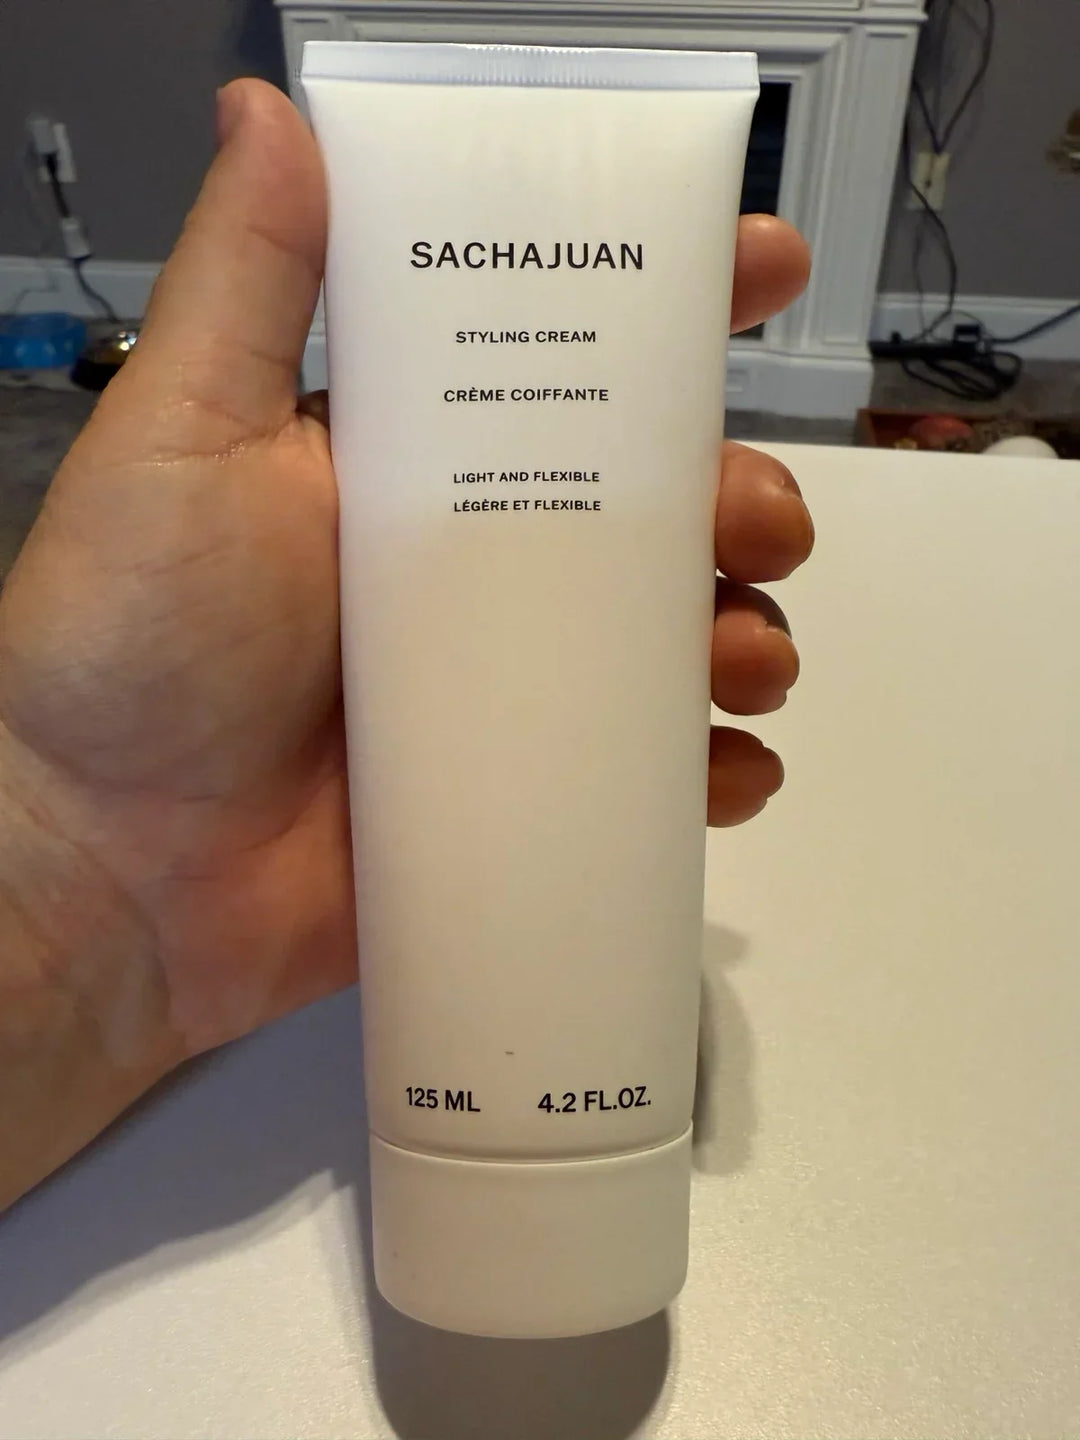 SACHAJUAN
STYLING CREAM
CRÈME COIFFANTE
LIGHT AND FLEXIBLE
LÉGÈRE ET FLEXIBLE
125 ML 4.2 FL.OZ.